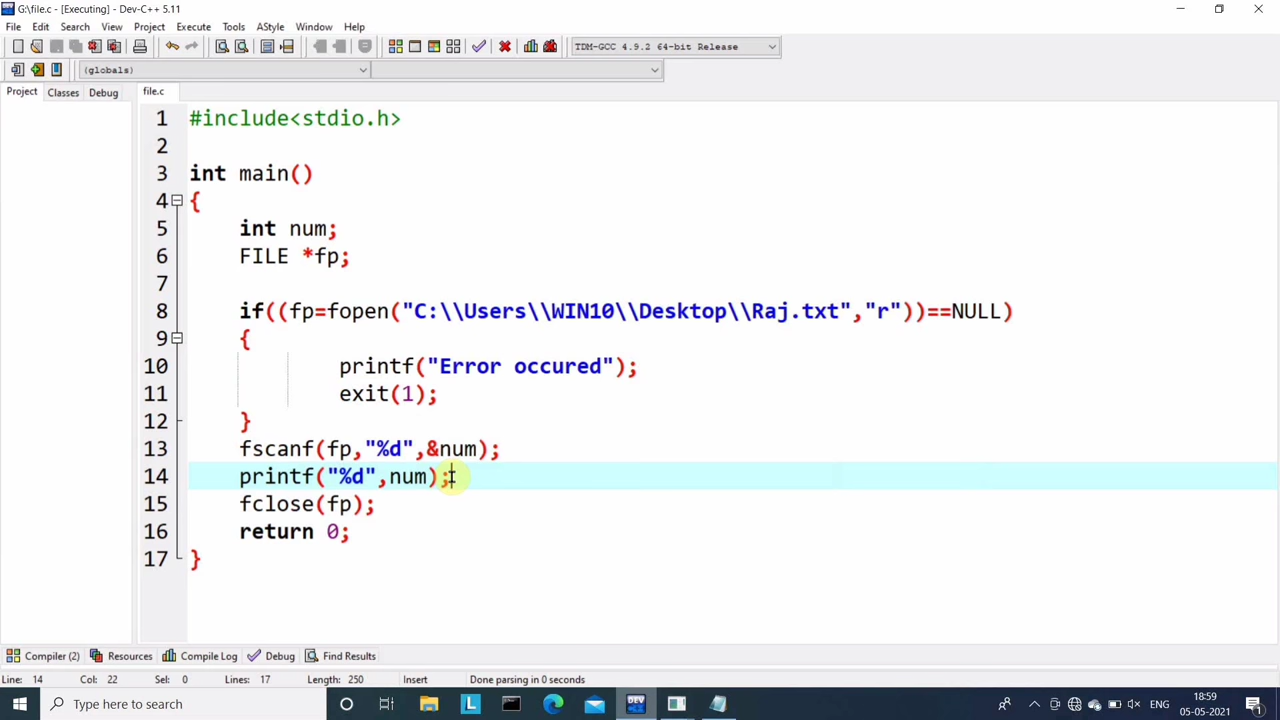 G:\file.c - [Executing] - Dev-C++ 5.11
File Edit Search View Project Execute Tools AStyle Window Help
TDM-GCC 4.9.2 64-bit Release
(globals)
Project Classes Debug file.c
1 #include<stdio.h>
2
3 int main()
4 {
5 int num;
6 FILE *fp;
7
8 if((fp=fopen("C:\\Users\\WIN10\\Desktop\\Raj.txt","r"))==NULL)
9 {
10 printf("Error occured");
11 exit(1);
12 }
13 fscanf(fp,"%d",&num);
14 printf("%d",num);
15 fclose(fp);
16 return 0;
17 }
Compiler (2) Resources Compile Log Debug Find Results
Line: 14 Col: 22 Sel: 0 Lines: 17 Length: 250 Insert Done parsing in 0 seconds
Type here to search
L
DEV
ENG
18:59
05-05-2021
1